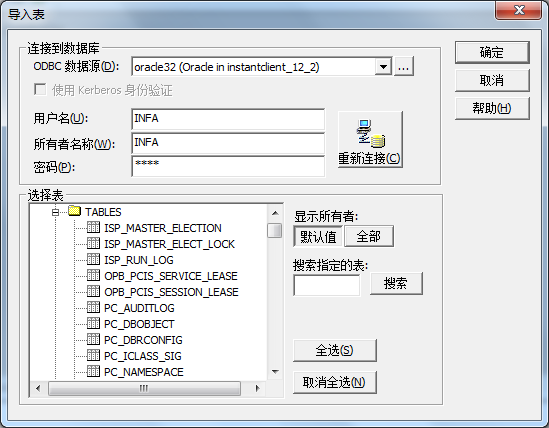 导入表
连接到数据库
ODBC 数据源(D):
oracle32 (Oracle in instantclient_12_2)
...
使用 Kerberos 身份验证
用户名(U):
INFA
所有者名称(W):
INFA
密码(P):
****
重新连接(C)
确定
取消
帮助(H)
选择表
TABLES
ISP_MASTER_ELECTION
ISP_MASTER_ELECT_LOCK
ISP_RUN_LOG
OPB_PCIS_SERVICE_LEASE
OPB_PCIS_SESSION_LEASE
PC_AUDITLOG
PC_DBOBJECT
PC_DBRCONFIG
PC_ICLASS_SIG
PC_NAMESPACE
显示所有者:
默认值 全部
搜索指定的表:
搜索
全选(S)
取消全选(N)